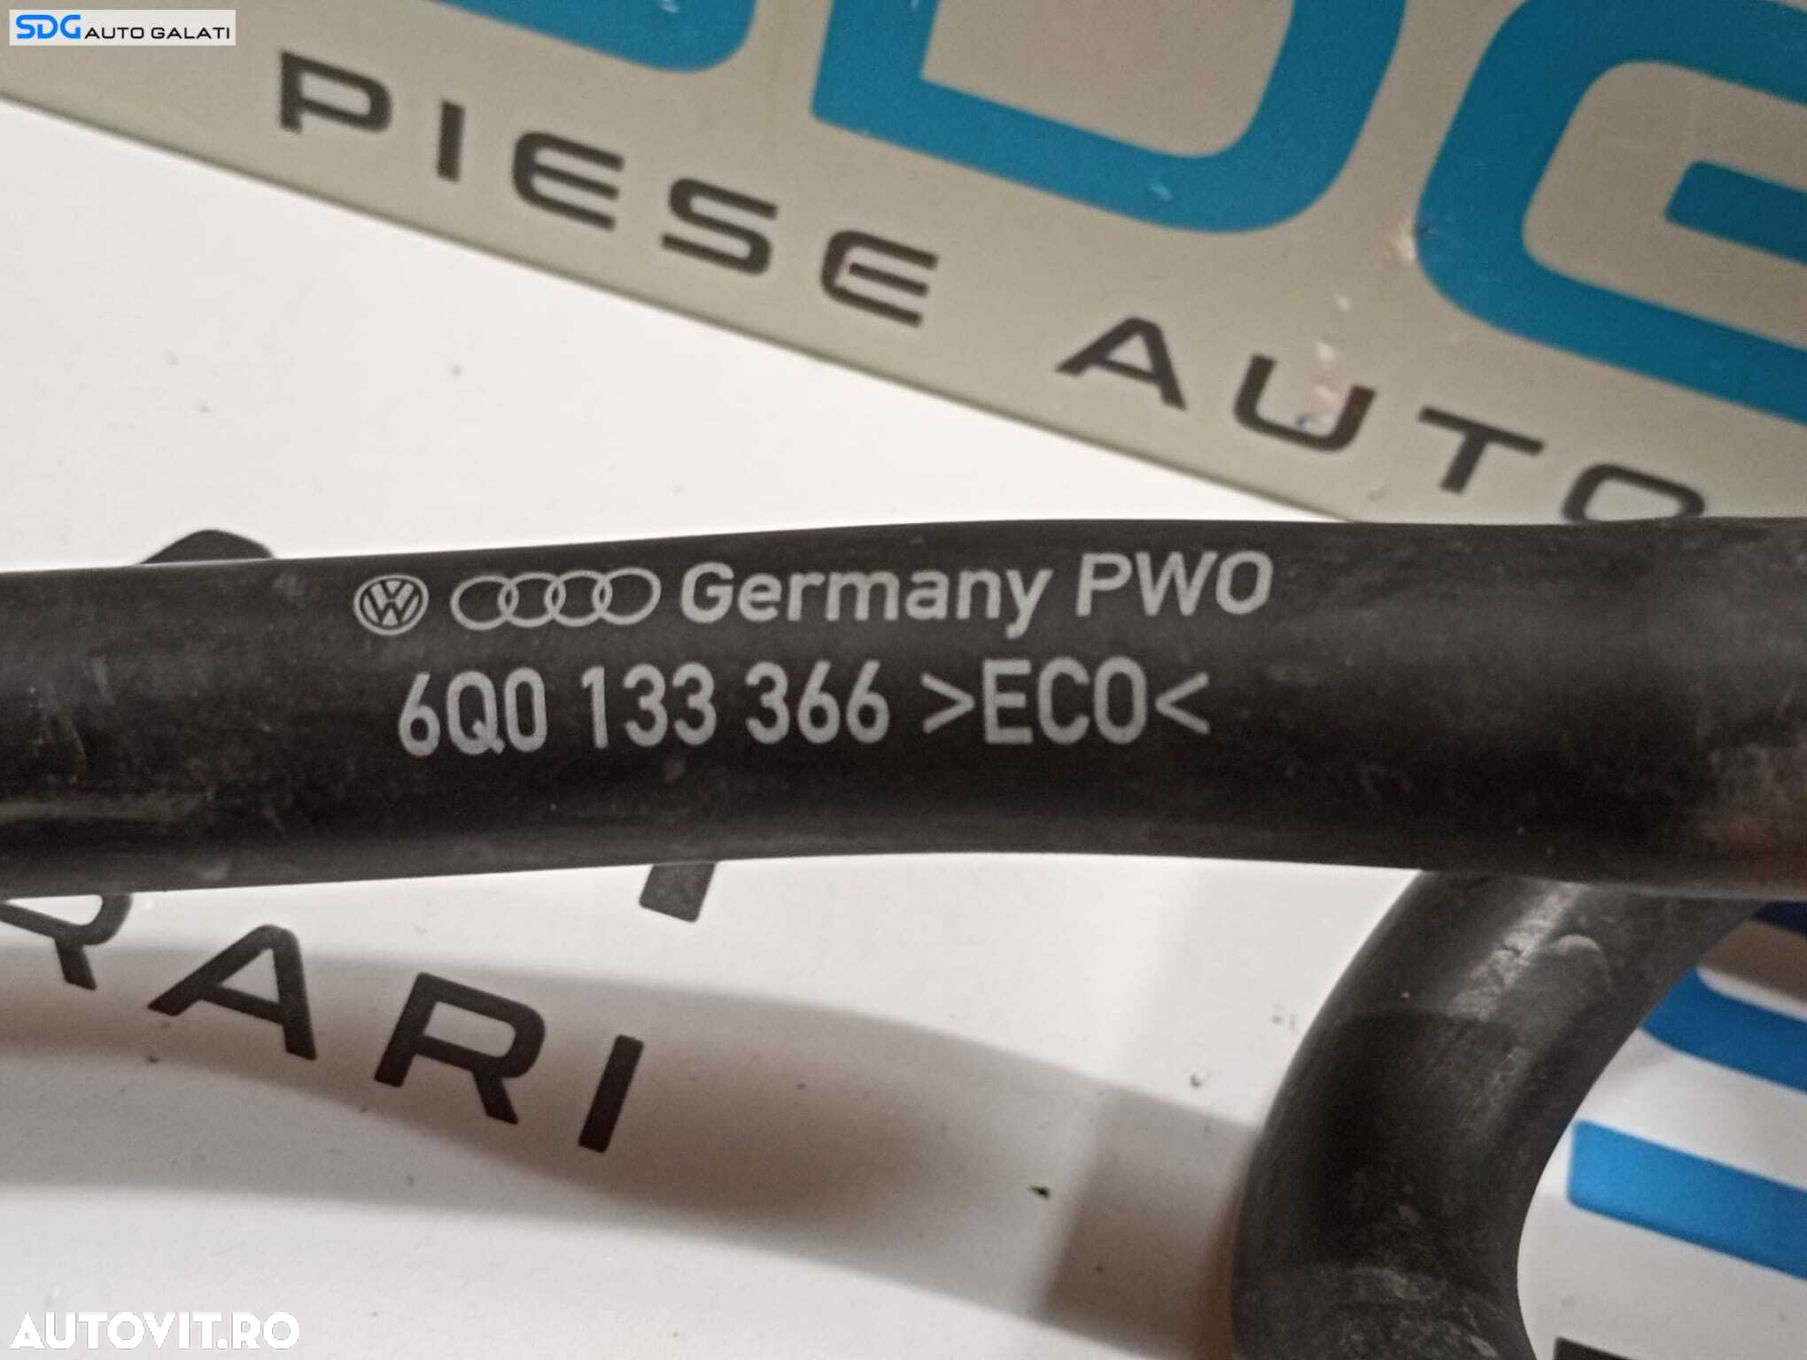 SDG AUTO GALATI
PIESE AUTO
Germany PWO
6Q0 133 366 >ECO<
RARI
AUTOVIT.RO